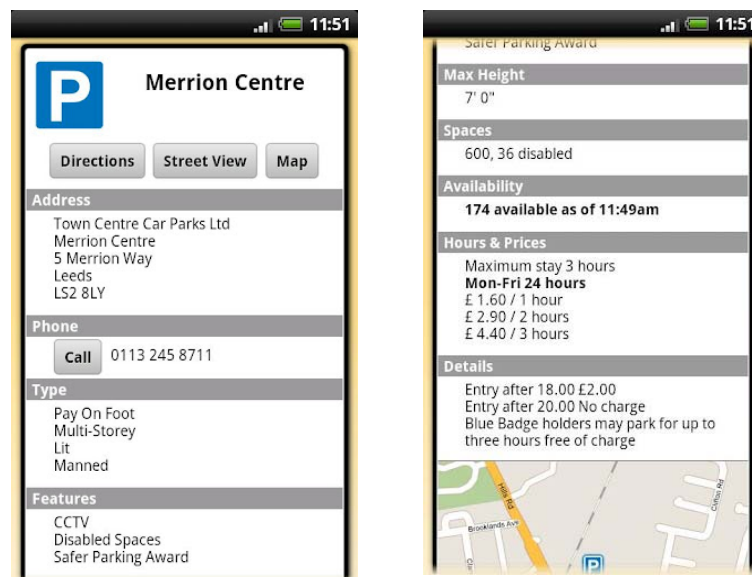 11:51
P
Merrion Centre
Directions
Street View
Map
Address
Town Centre Car Parks Ltd
Merrion Centre
5 Merrion Way
Leeds
LS2 8LY
Phone
Call
0113 245 8711
Type
Pay On Foot
Multi-Storey
Lit
Manned
Features
CCTV
Disabled Spaces
Safer Parking Award
11:51
Safer Parking Award
Max Height
7' 0"
Spaces
600, 36 disabled
Availability
174 available as of 11:49am
Hours & Prices
Maximum stay 3 hours
Mon-Fri 24 hours
£ 1.60 / 1 hour
£ 2.90 / 2 hours
£ 4.40 / 3 hours
Details
Entry after 18.00 £2.00
Entry after 20.00 No charge
Blue Badge holders may park for up to
three hours free of charge
Hills Rd
Clifton Rd
Brooklands Ave
P